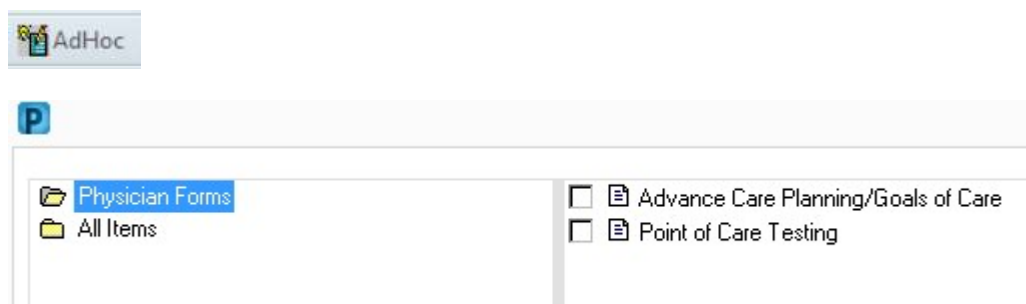 AdHoc
P
Physician Forms
All Items
Advance Care Planning/Goals of Care
Point of Care Testing